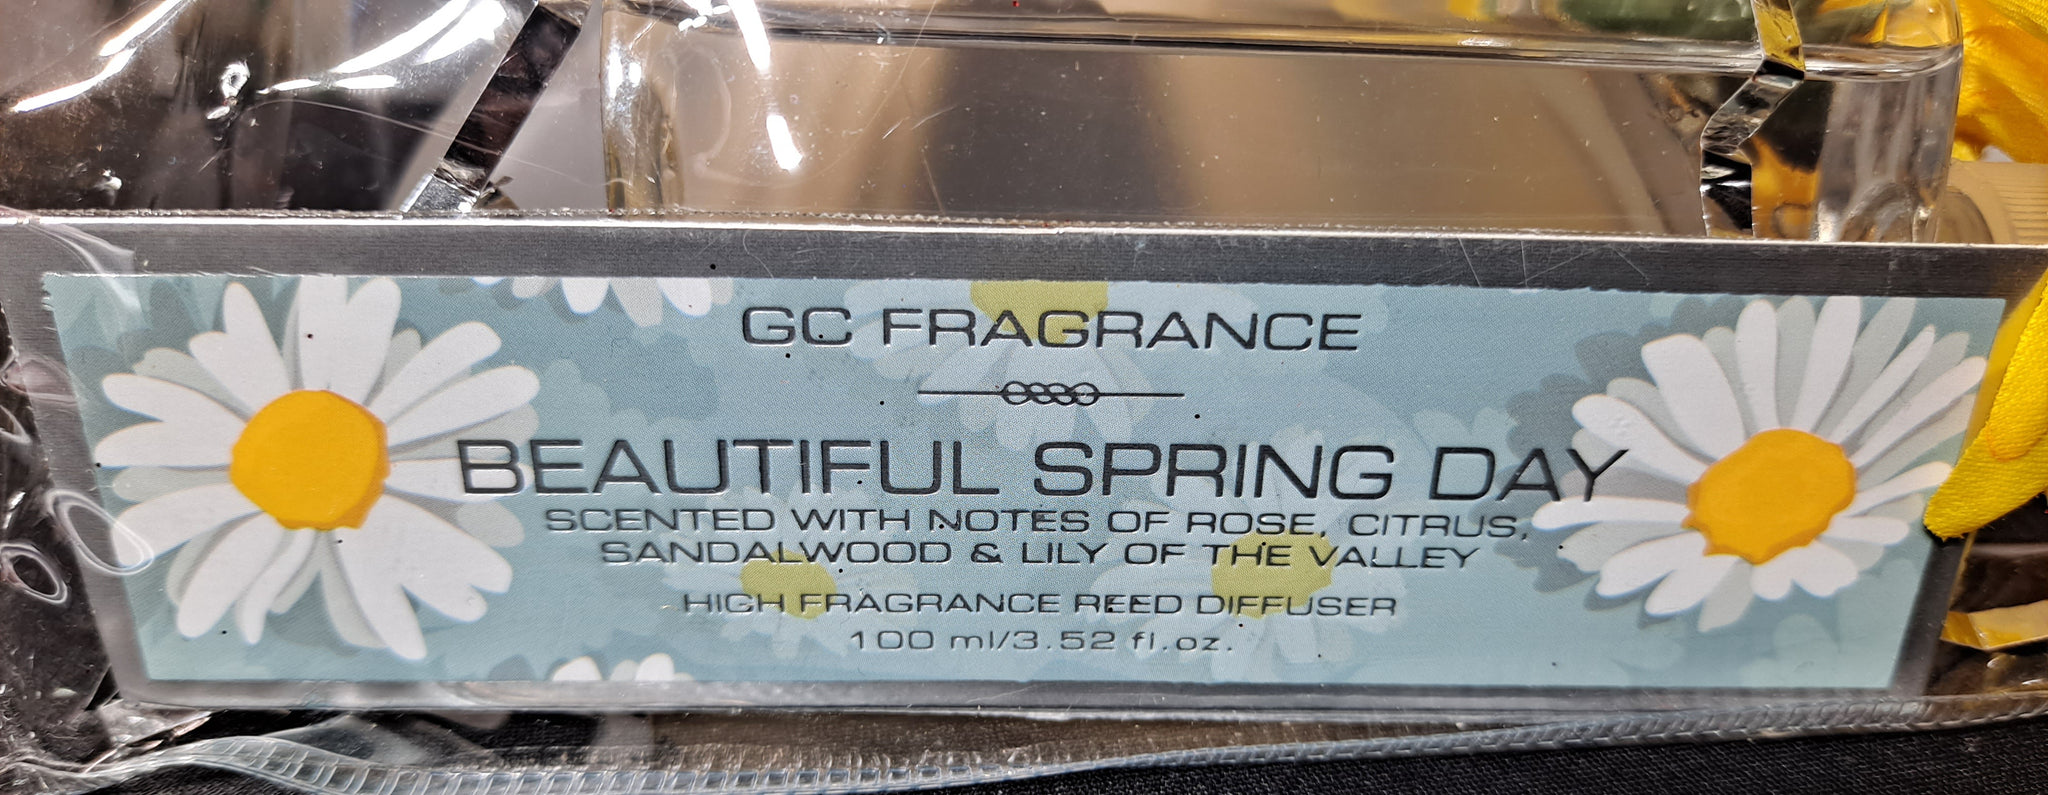 GC FRAGRANCE
BEAUTIFUL SPRING DAY
SCENTED WITH NOTES OF ROSE, CITRUS,
SANDALWOOD & LILY OF THE VALLEY
HIGH FRAGRANCE REED DIFFUSER
100 ml/3.52 fl.oz.